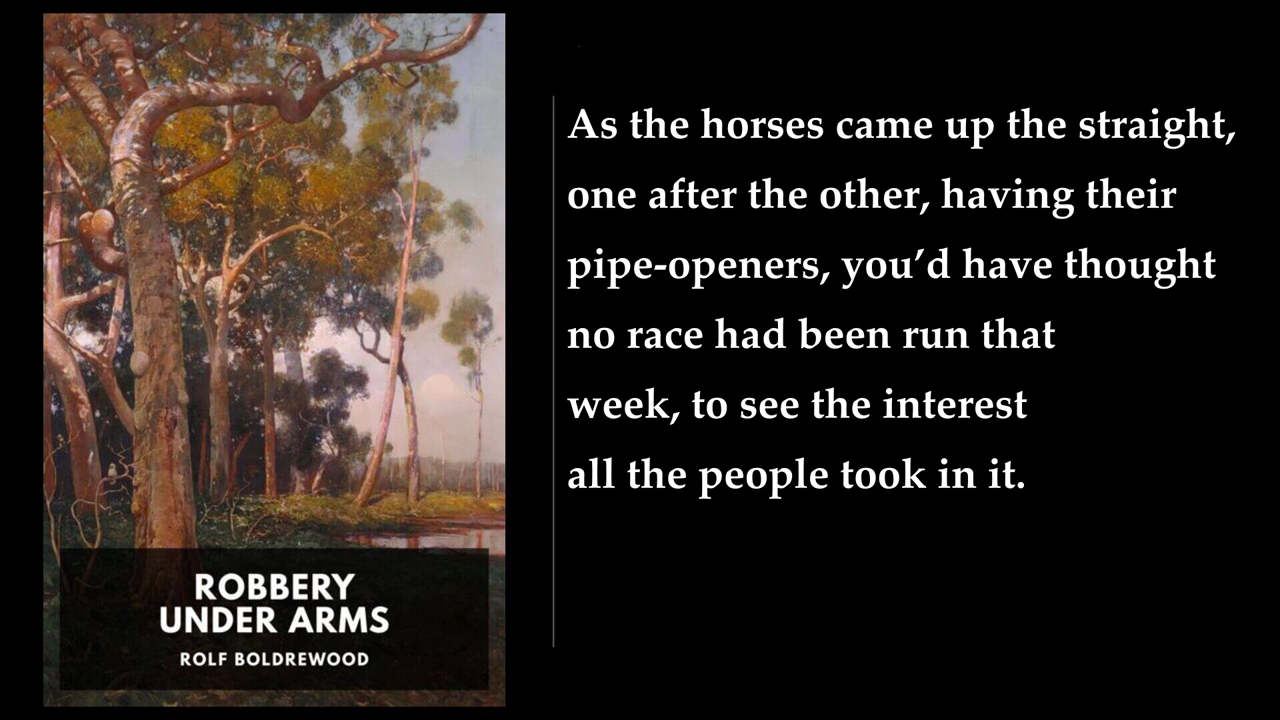 As the horses came up the straight,
one after the other, having their
pipe-openers, you’d have thought
no race had been run that
week, to see the interest
all the people took in it.
ROBBERY
UNDER ARMS
ROLF BOLDREWOOD